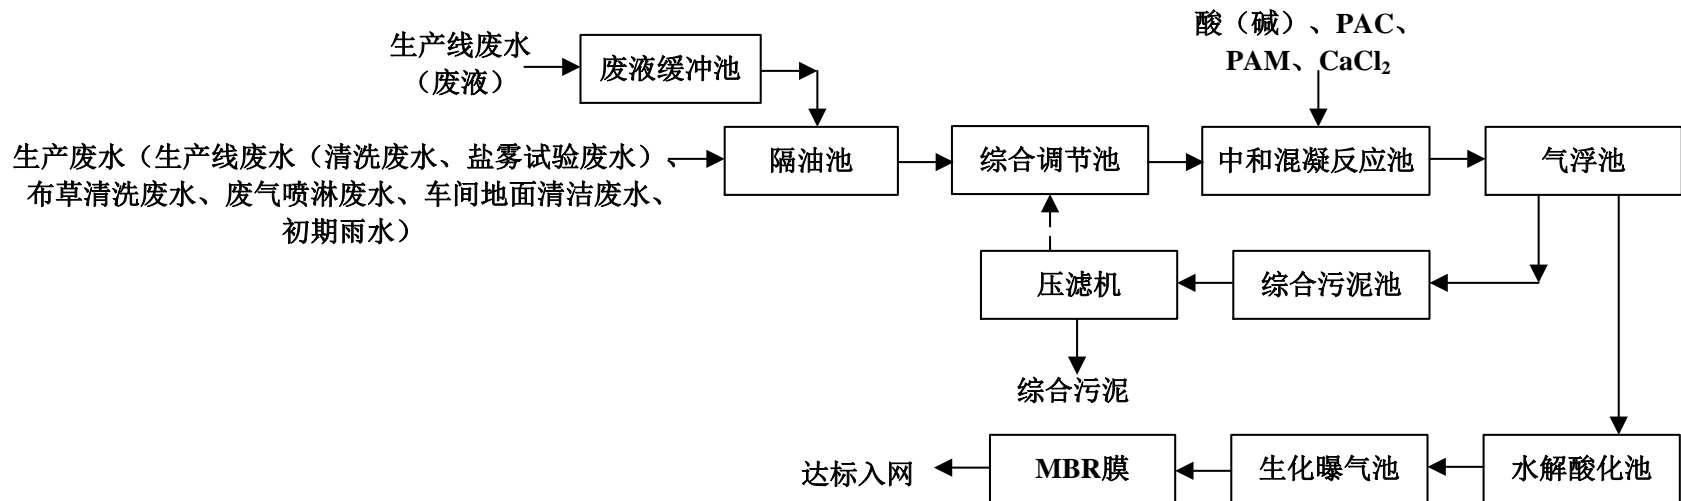 酸（碱）、PAC、
PAM、CaCl₂
生产线废水
（废液）
废液缓冲池
生产废水（生产线废水（清洗废水、盐雾试验废水）、
布草清洗废水、废气喷淋废水、车间地面清洁废水、
初期雨水）
隔油池
综合调节池
中和混凝反应池
气浮池
压滤机
综合污泥池
综合污泥
达标入网
MBR膜
生化曝气池
水解酸化池